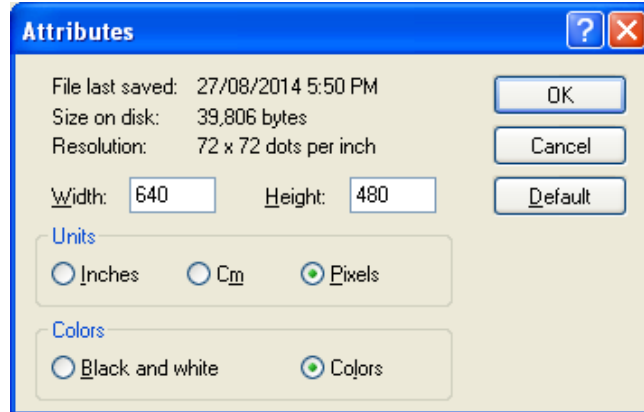 Attributes
File last saved: 27/08/2014 5:50 PM
Size on disk: 39,806 bytes
Resolution: 72 x 72 dots per inch
Width: 640 Height: 480
Units
Inches Cm Pixels
Colors
Black and white Colors
?
X
OK
Cancel
Default